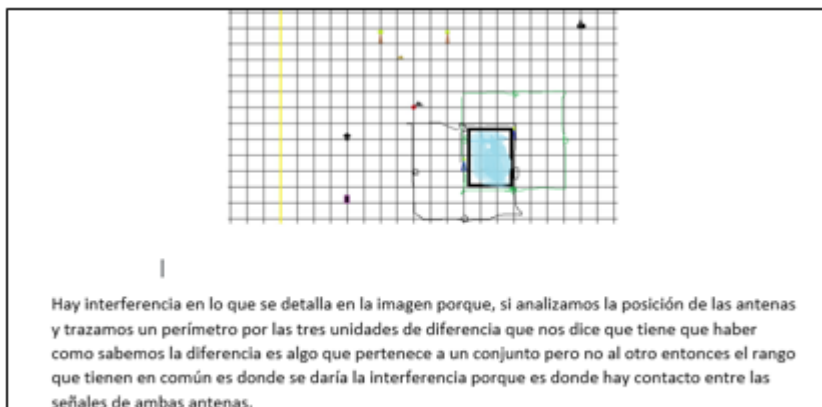 Hay interferencia en lo que se detalla en la imagen porque, si analizamos la posición de las antenas
y trazamos un perímetro por las tres unidades de diferencia que nos dice que tiene que haber
como sabemos la diferencia es algo que pertenece a un conjunto pero no al otro entonces el rango
que tienen en común es donde se daría la interferencia porque es donde hay contacto entre las
señales de ambas antenas.